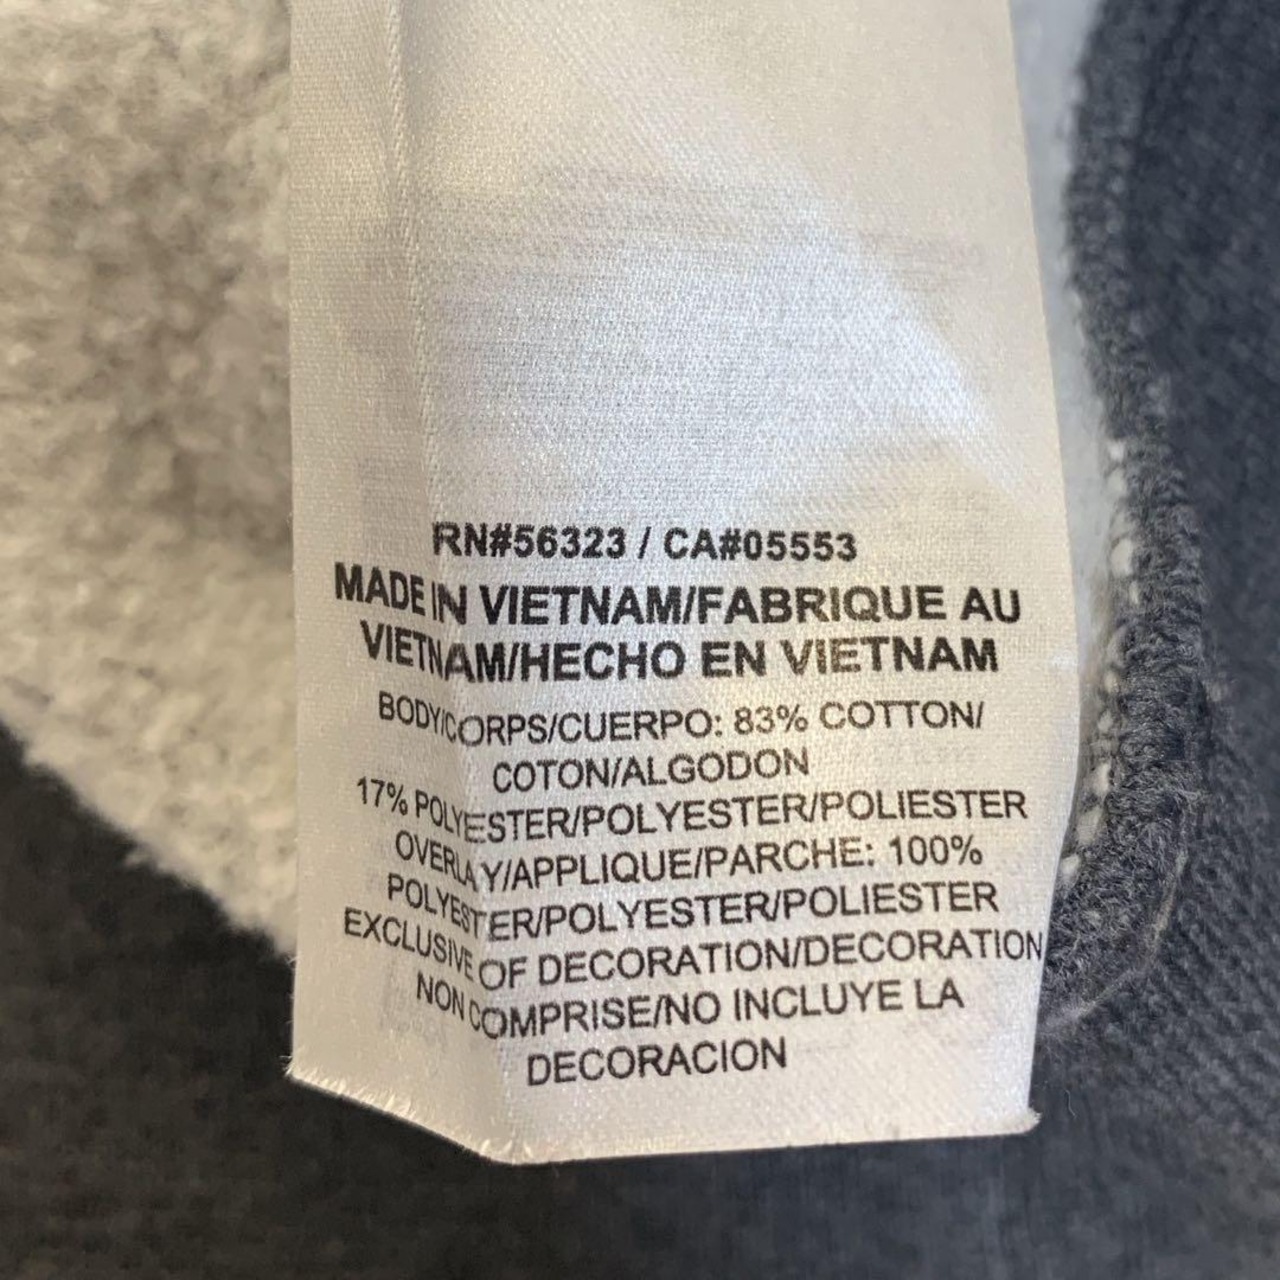 RN#56323 / CA#05553
MADE IN VIETNAM/FABRIQUE AU
VIETNAM/HECHO EN VIETNAM
BODY/CORPS/CUERPO: 83% COTTON/
COTON/ALGODON
17% POLYESTER/POLYESTER/POLIESTER
OVERLAY/APPLIQUE/PARCHE: 100%
POLYESTER/POLYESTER/POLIESTER
EXCLUSIVE OF DECORATION/DECORATION
NON COMPRISE/NO INCLUYE LA
DECORACION